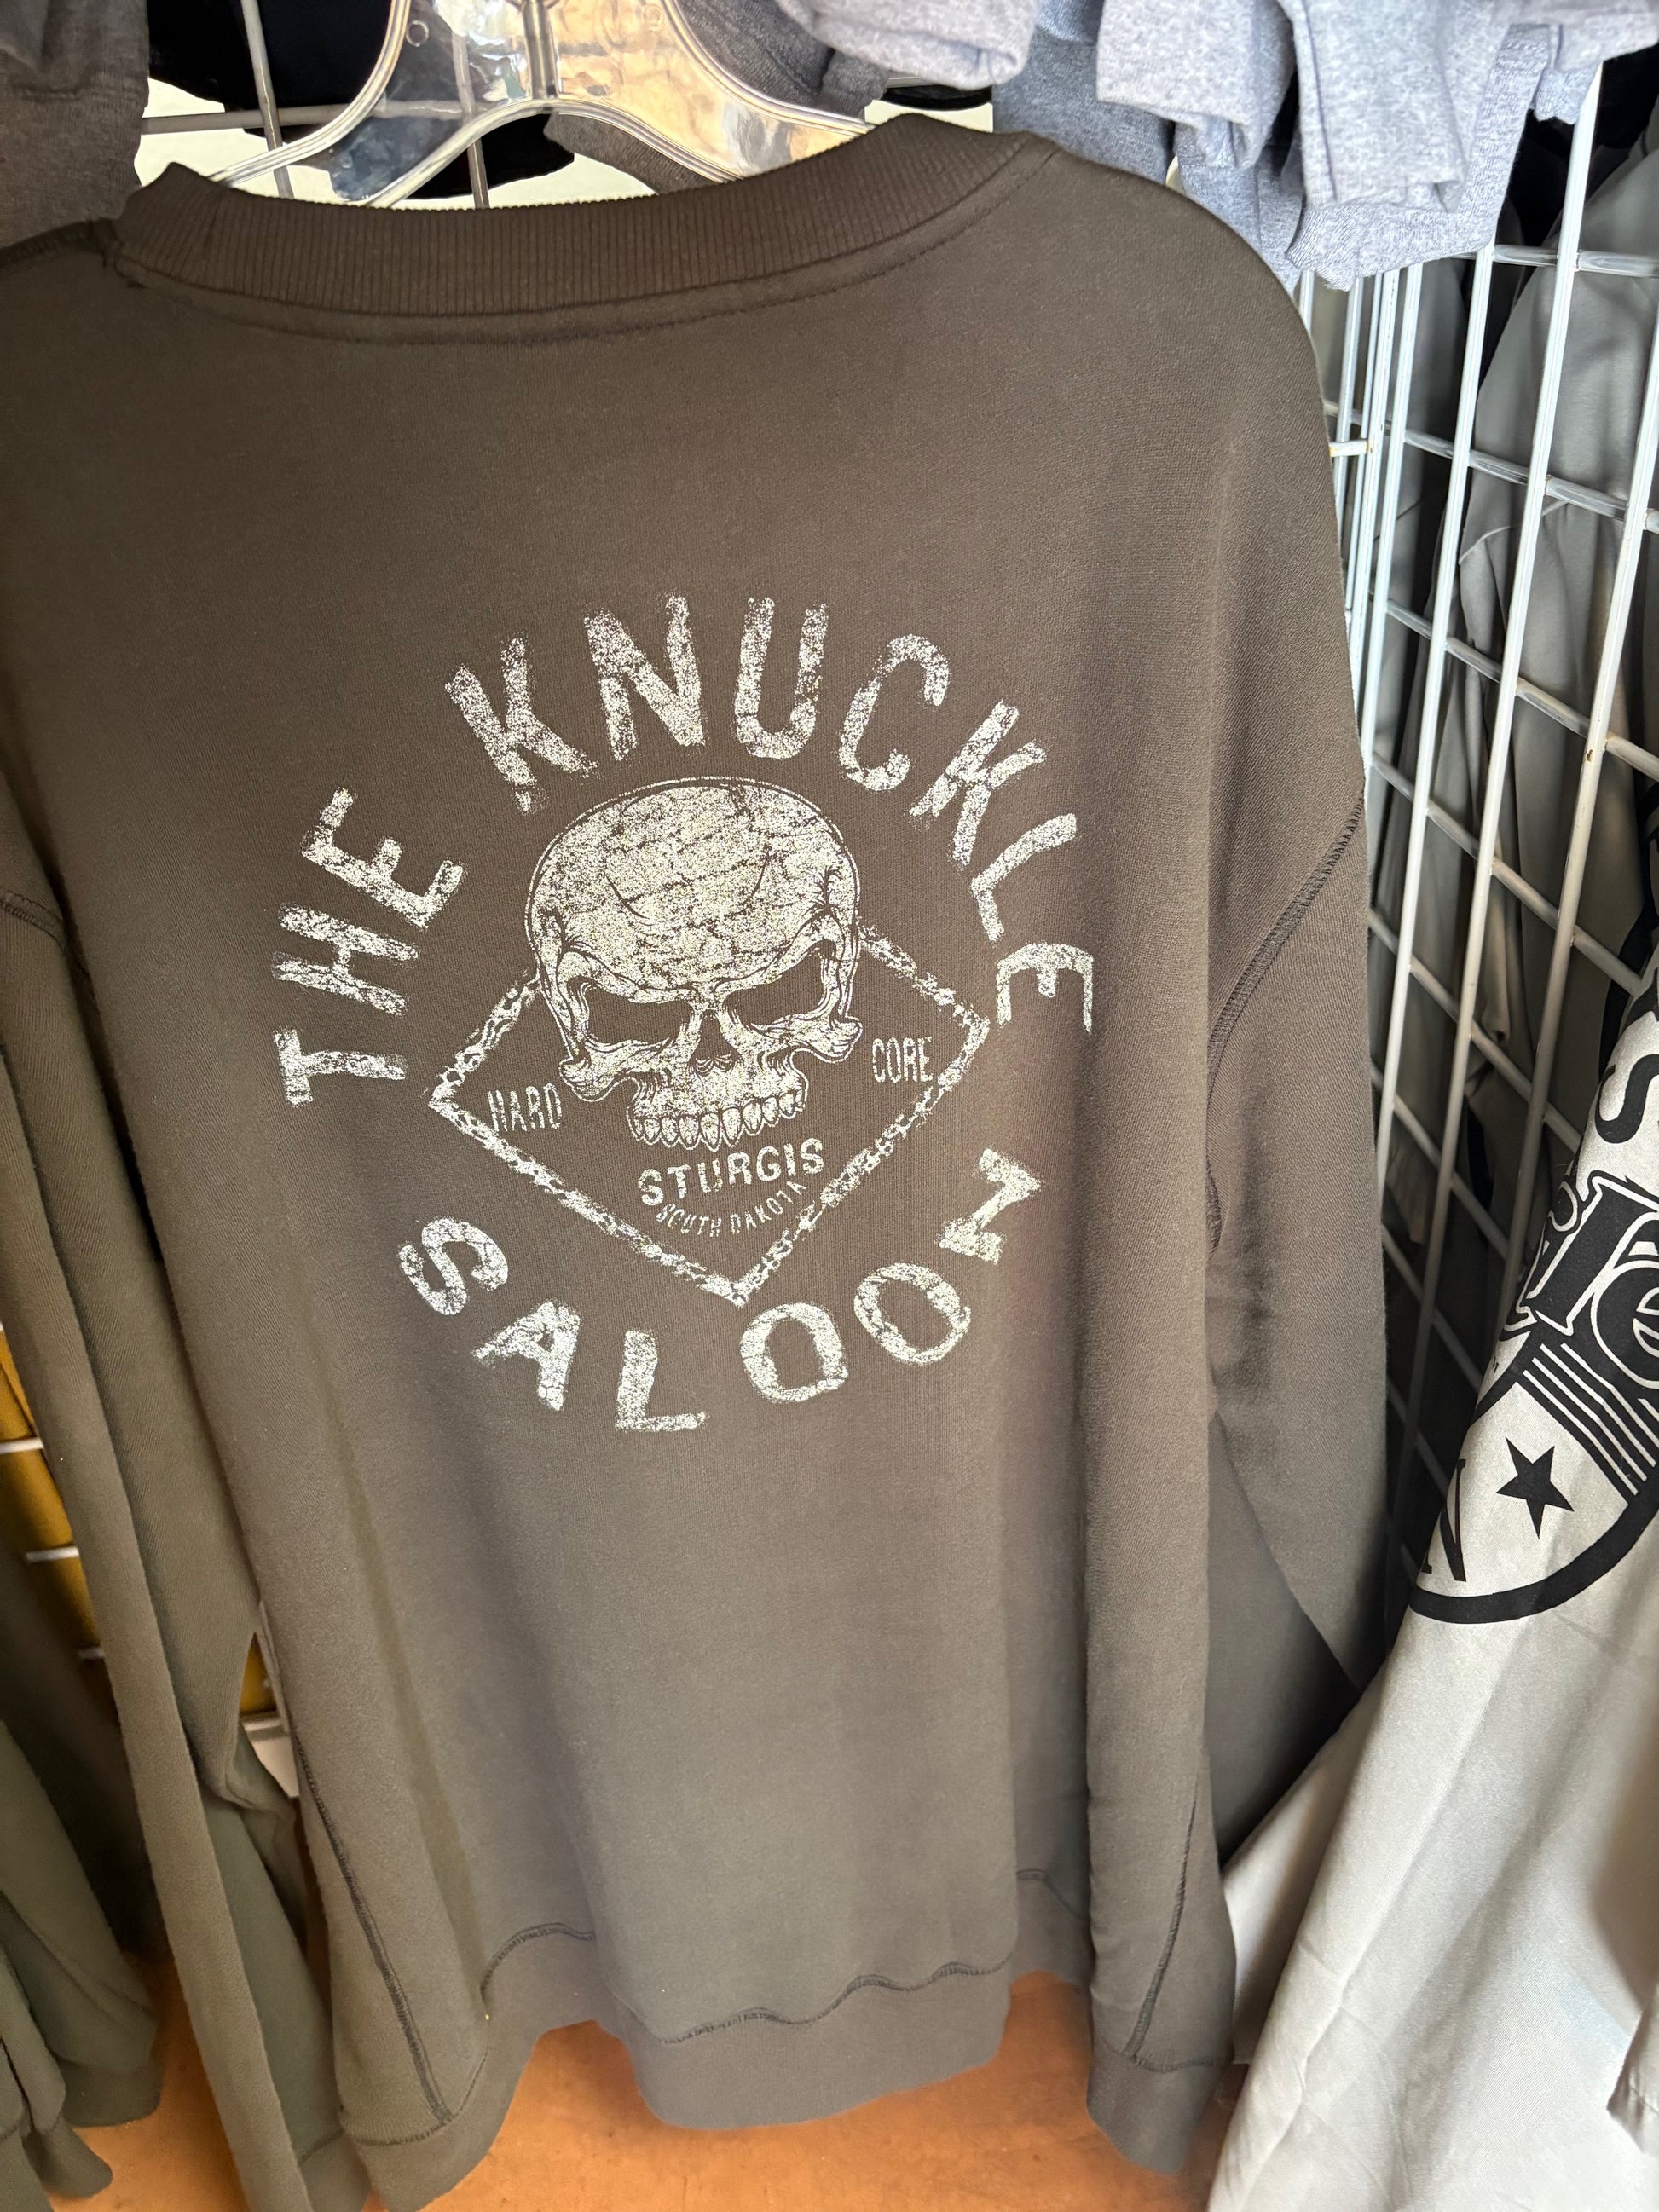 THE KNUCKLE
HARD
CORE
STURGIS
SOUTH DAKOTA
SALOON